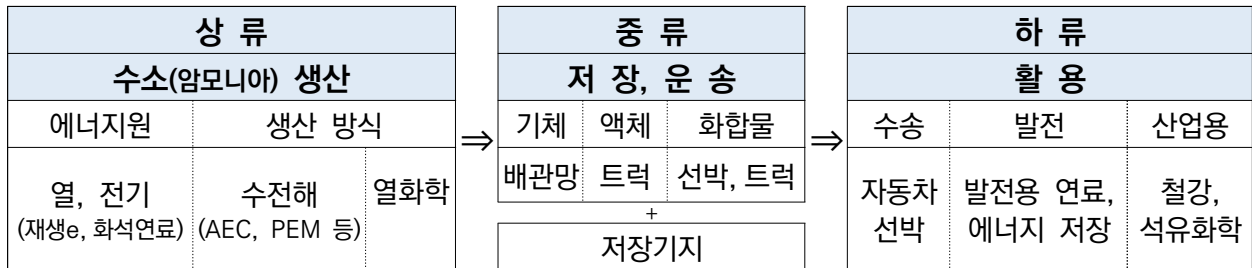 상 류
수소(암모니아) 생산
에너지원 생산 방식
열, 전기
(재생e, 화석연료)
수전해
(AEC, PEM 등)
열화학
⇒
중 류
저 장, 운 송
기체 액체 화합물
배관망 트럭 선박, 트럭
+
저장기지
⇒
하 류
활 용
수송 발전 산업용
자동차
선박
발전용 연료,
에너지 저장
철강,
석유화학